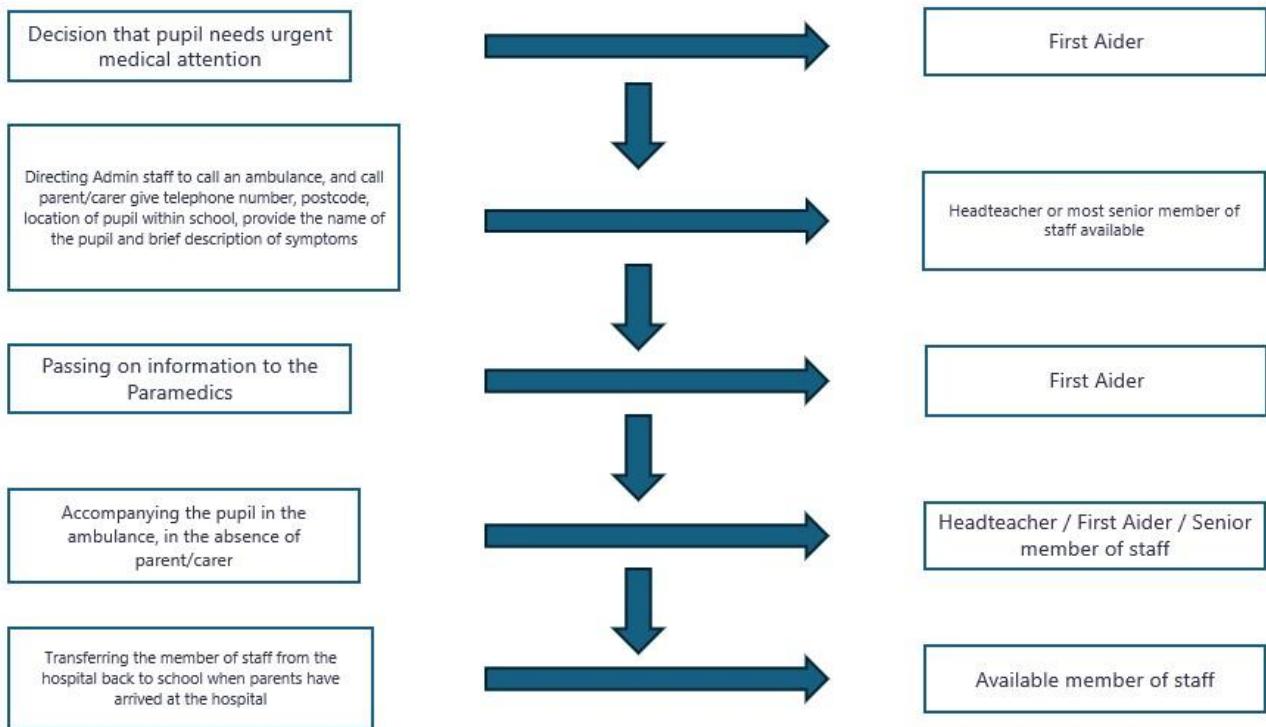 Decision that pupil needs urgent
medical attention
First Aider
Directing Admin staff to call an ambulance, and call
parent/carer give telephone number, postcode,
location of pupil within school, provide the name of
the pupil and brief description of symptoms
Headteacher or most senior member of
staff available
Passing on information to the
Paramedics
First Aider
Accompanying the pupil in the
ambulance, in the absence of
parent/carer
Headteacher / First Aider / Senior
member of staff
Transferring the member of staff from the
hospital back to school when parents have
arrived at the hospital
Available member of staff